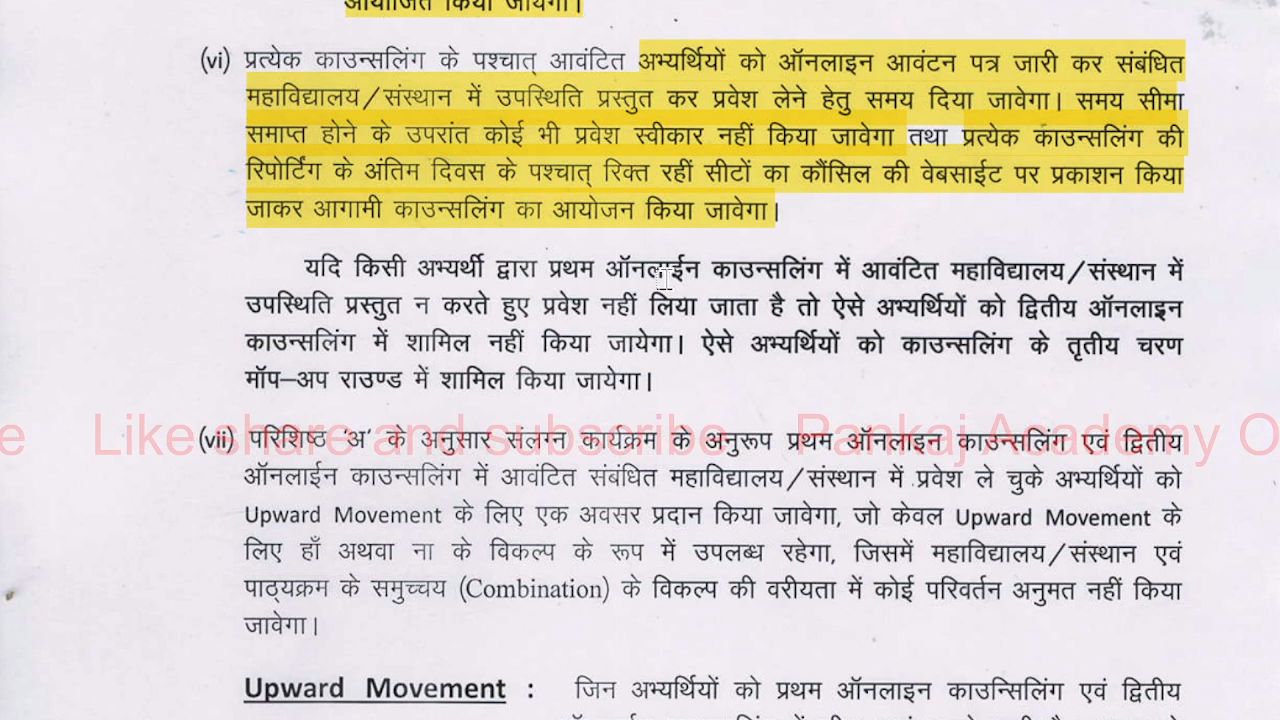 आयोजित किया जायेगा।
(vi) प्रत्येक काउन्सलिंग के पश्चात् आवंटित अभ्यर्थियों को ऑनलाइन आवंटन पत्र जारी कर संबंधित
महाविद्यालय/संस्थान में उपस्थिति प्रस्तुत कर प्रवेश लेने हेतु समय दिया जावेगा। समय सीमा
समाप्त होने के उपरांत कोई भी प्रवेश स्वीकार नहीं किया जावेगा तथा प्रत्येक काउन्सलिंग की
रिपोर्टिंग के अंतिम दिवस के पश्चात् रिक्त रहीं सीटों का कौंसिल की वेबसाईट पर प्रकाशन किया
जाकर आगामी काउन्सलिंग का आयोजन किया जावेगा।
यदि किसी अभ्यर्थी द्वारा प्रथम ऑनलाईन काउन्सलिंग में आवंटित महाविद्यालय/संस्थान में
उपस्थिति प्रस्तुत न करते हुए प्रवेश नहीं लिया जाता है तो ऐसे अभ्यर्थियों को द्वितीय ऑनलाइन
काउन्सलिंग में शामिल नहीं किया जायेगा। ऐसे अभ्यर्थियों को काउन्सलिंग के तृतीय चरण
मॉप–अप राउण्ड में शामिल किया जायेगा।
e Like share and subscribe Pankaj Academy O
(vii) परिशिष्ठ 'अ' के अनुसार संलग्न कार्यक्रम के अनुरूप प्रथम ऑनलाइन काउन्सलिंग एवं द्वितीय
ऑनलाईन काउन्सलिंग में आवंटित संबंधित महाविद्यालय/संस्थान में प्रवेश ले चुके अभ्यर्थियों को
Upward Movement के लिए एक अवसर प्रदान किया जावेगा, जो केवल Upward Movement के
लिए हाँ अथवा ना के विकल्प के रूप में उपलब्ध रहेगा, जिसमें महाविद्यालय/संस्थान एवं
पाठ्यक्रम के समुच्चय (Combination) के विकल्प की वरीयता में कोई परिवर्तन अनुमत नहीं किया
जावेगा।
Upward Movement : जिन अभ्यर्थियों को प्रथम ऑनलाइन काउन्सिलिंग एवं द्वितीय